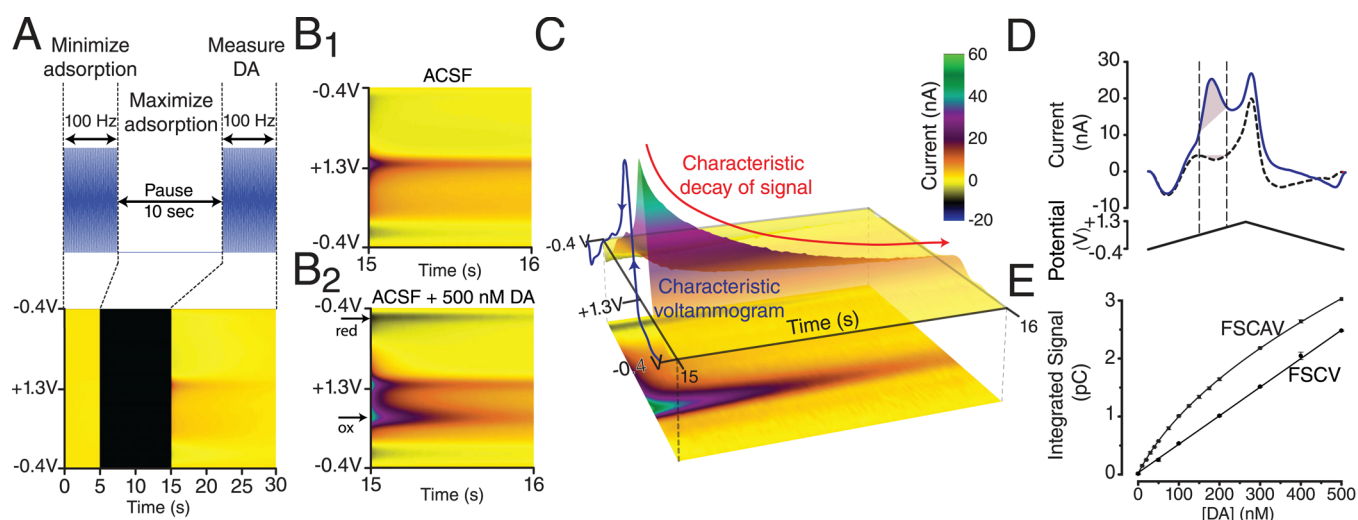 A
Minimize
adsorption
Measure
DA
Maximize
adsorption
100 Hz
100 Hz
Pause
10 sec
-0.4V
+1.3V
-0.4V
0 5 10 15 20 25 30
Time (s)
B1
ACSF
-0.4V
+1.3V
-0.4V
15 16
Time (s)
B2
ACSF + 500 nM DA
-0.4V
red
+1.3V
ox
-0.4V
15 16
Time (s)
C
Characteristic
decay of signal
Current (nA)
60
40
20
0
-20
-0.4 V
+1.3V
-0.4
Characteristic
voltammogram
Time (s)
15
16
D
Current
(nA)
30
20
10
0
-10
Potential
(V)
+1.3
-0.4
E
Integrated Signal
(pC)
3
2
1
0
FSCAV
FSCV
0 100 200 300 400 500
[DA] (nM)